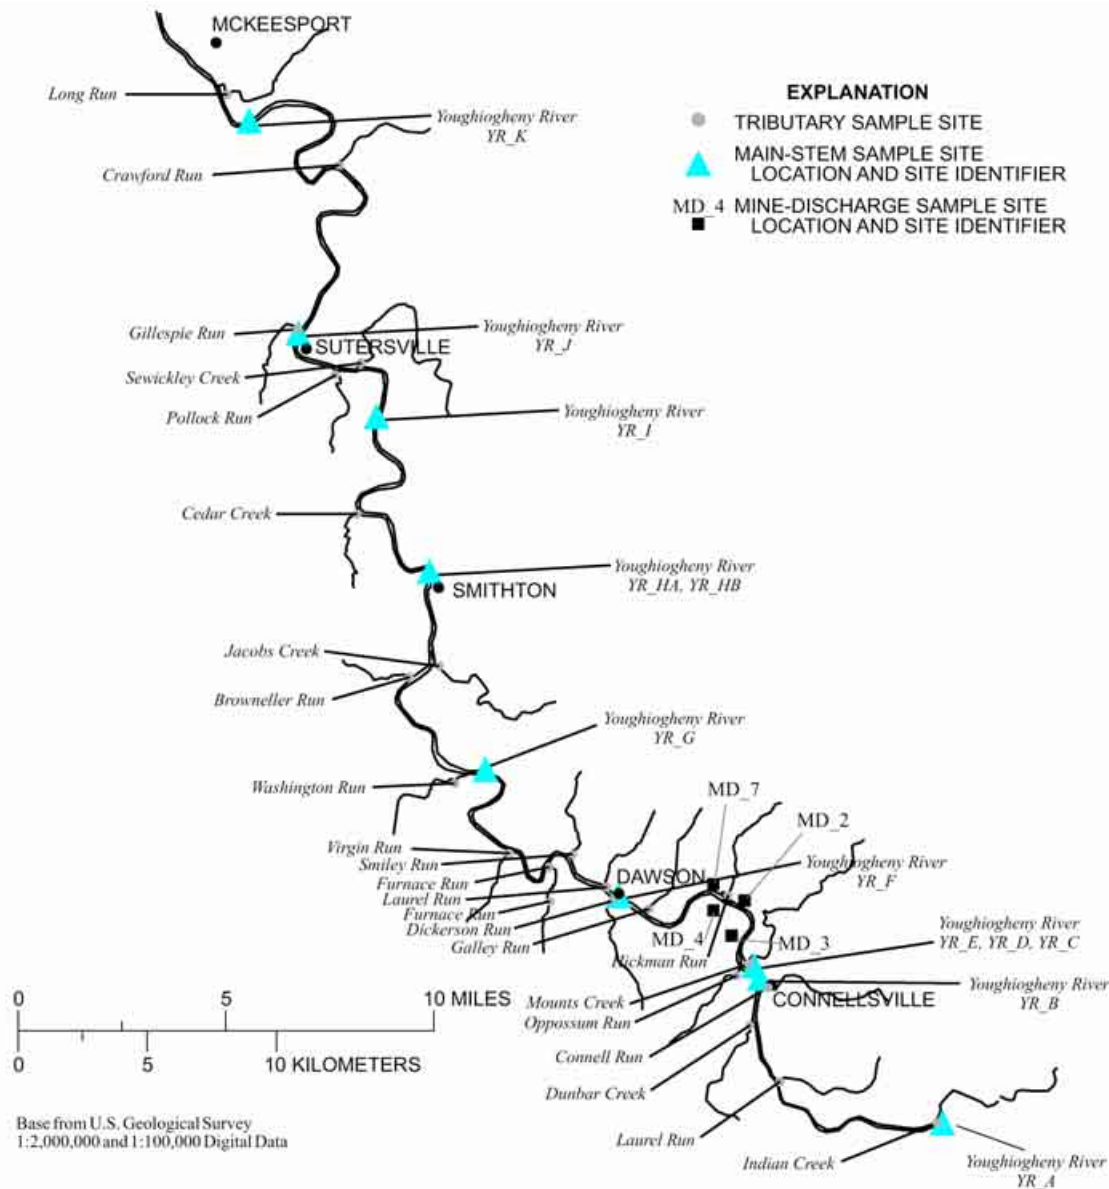 MCKEESPORT
Long Run
Youghiogheny River
YR_K
Crawford Run
EXPLANATION
TRIBUTARY SAMPLE SITE
MAIN-STEM SAMPLE SITE
LOCATION AND SITE IDENTIFIER
MD_4 MINE-DISCHARGE SAMPLE SITE
LOCATION AND SITE IDENTIFIER
Gillespie Run
Youghiogheny River
YR_J
SUTERSVILLE
Sewickley Creek
Pollock Run
Youghiogheny River
YR_I
Cedar Creek
Youghiogheny River
YR_HA, YR_HB
SMITHTON
Jacobs Creek
Browneller Run
Youghiogheny River
YR_G
Washington Run
MD_7
MD_2
Virgin Run
Smiley Run
Furnace Run
Laurel Run
Furnace Run
Dickerson Run
Galley Run
DAWSON
Youghiogheny River
YR_F
MD_4
MD_3
Hickman Run
Youghiogheny River
YR_E, YR_D, YR_C
Mounts Creek
Oppossum Run
CONNELLSVILLE
Youghiogheny River
YR_B
Connell Run
Dunbar Creek
Laurel Run
Indian Creek
Youghiogheny River
YR_A
0 5 10 MILES
0 5 10 KILOMETERS
Base from U.S. Geological Survey
1:2,000,000 and 1:100,000 Digital Data